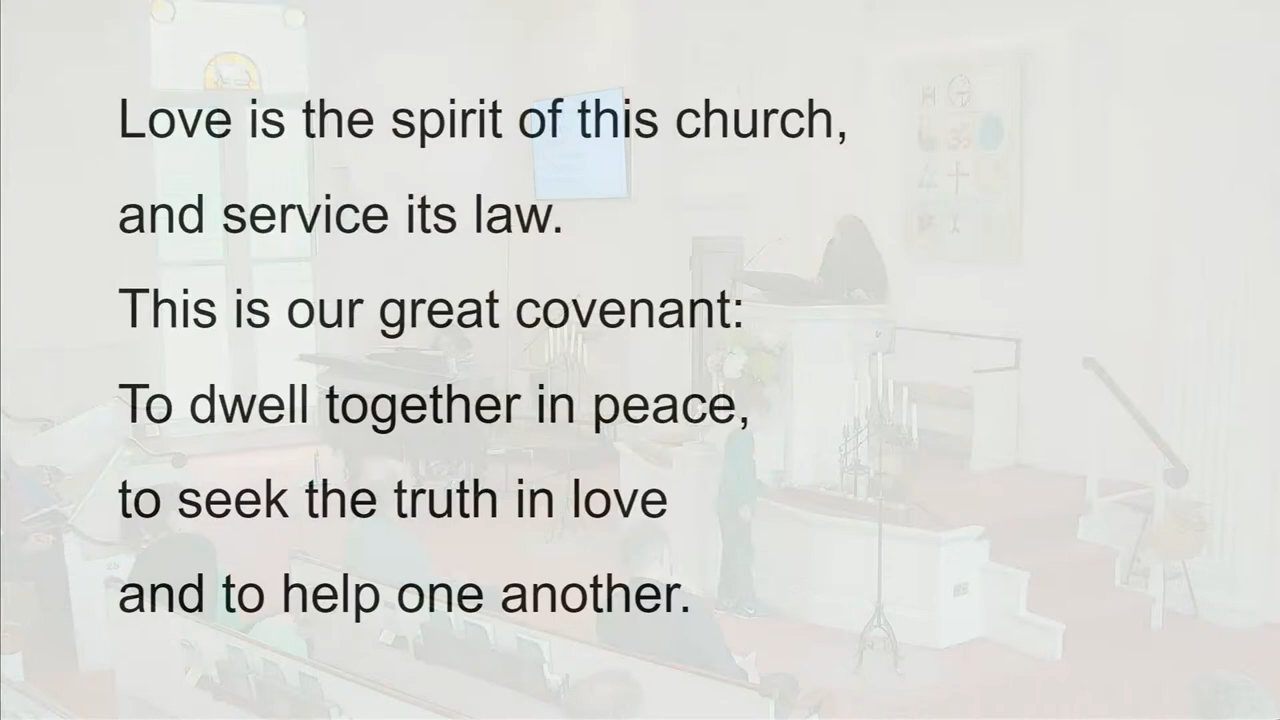 Love is the spirit of this church,
and service its law.
This is our great covenant:
To dwell together in peace,
to seek the truth in love
and to help one another.